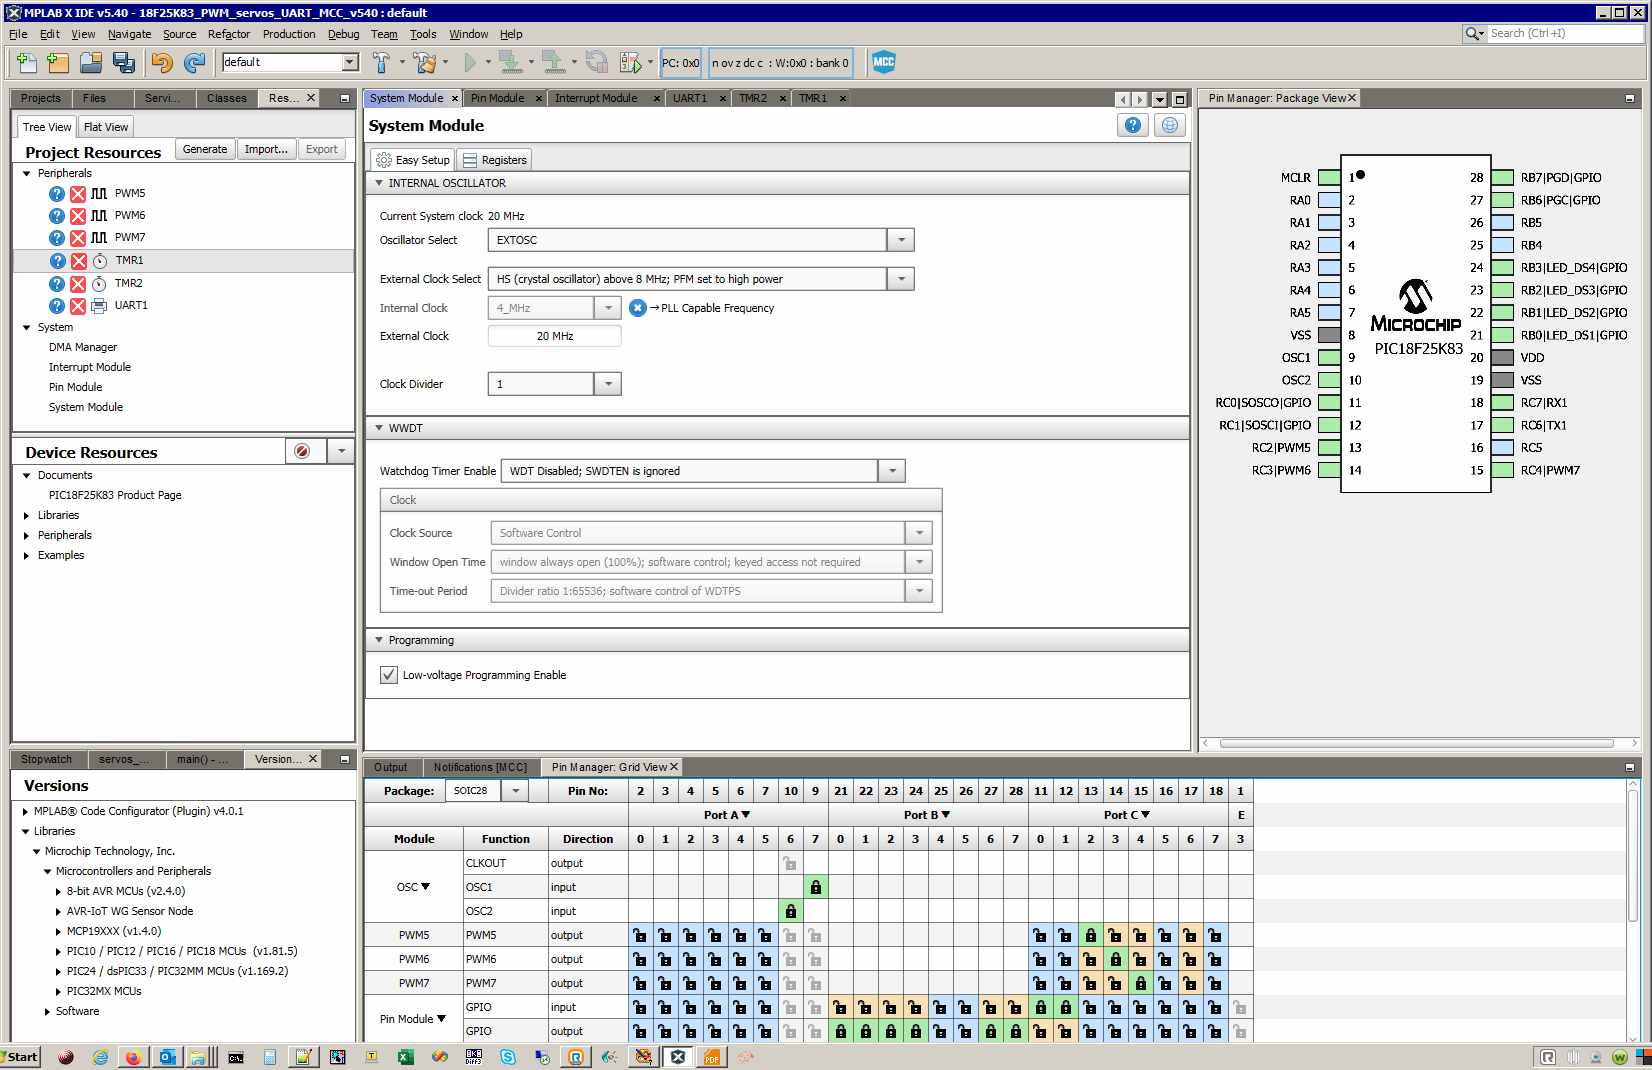 MPLAB X IDE v5.40 - 18F25K83_PWM_servos_UART_MCC_v540 : default
File Edit View Navigate Source Refactor Production Debug Team Tools Window Help
Search (Ctrl+I)
default
PC: 0x0
n ov z dc c : W:0x0 : bank 0
MCC
Projects Files Servi... Classes Res...
Tree View Flat View
Project Resources Generate Import... Export
Peripherals
PWM5
PWM6
PWM7
TMR1
TMR2
UART1
System
DMA Manager
Interrupt Module
Pin Module
System Module
Device Resources
Documents
PIC18F25K83 Product Page
Libraries
Peripherals
Examples
System Module Pin Module Interrupt Module UART1 TMR2 TMR1
System Module
Easy Setup Registers
INTERNAL OSCILLATOR
Current System clock 20 MHz
Oscillator Select EXTOSC
External Clock Select HS (crystal oscillator) above 8 MHz; PFM set to high power
Internal Clock 4_MHz →PLL Capable Frequency
External Clock 20 MHz
Clock Divider 1
WWDT
Watchdog Timer Enable WDT Disabled; SWDTEN is ignored
Clock
Clock Source Software Control
Window Open Time window always open (100%); software control; keyed access not required
Time-out Period Divider ratio 1:65536; software control of WDTPS
Programming
Low-voltage Programming Enable
Pin Manager: Package View
MCLR 1 28 RB7|PGD|GPIO
RA0 2 27 RB6|PGC|GPIO
RA1 3 26 RB5
RA2 4 25 RB4
RA3 5 24 RB3|LED_DS4|GPIO
RA4 6 23 RB2|LED_DS3|GPIO
RA5 7 22 RB1|LED_DS2|GPIO
VSS 8 21 RB0|LED_DS1|GPIO
MICROCHIP
PIC18F25K83
OSC1 9 20 VDD
OSC2 10 19 VSS
RC0|SOSCO|GPIO 11 18 RC7|RX1
RC1|SOSCI|GPIO 12 17 RC6|TX1
RC2|PWM5 13 16 RC5
RC3|PWM6 14 15 RC4|PWM7
Stopwatch servos_... main() - ... Version...
Versions
MPLAB® Code Configurator (Plugin) v4.0.1
Libraries
Microchip Technology, Inc.
Microcontrollers and Peripherals
8-bit AVR MCUs (v2.4.0)
AVR-IoT WG Sensor Node
MCP19XXX (v1.4.0)
PIC10 / PIC12 / PIC16 / PIC18 MCUs (v1.81.5)
PIC24 / dsPIC33 / PIC32MM MCUs (v1.169.2)
PIC32MX MCUs
Software
Output Notifications [MCC] Pin Manager: Grid View
Package: SOIC28 Pin No: 2 3 4 5 6 7 10 9 21 22 23 24 25 26 27 28 11 12 13 14 15 16 17 18 1
Port A▼ Port B▼ Port C▼ E
Module Function Direction 0 1 2 3 4 5 6 7 0 1 2 3 4 5 6 7 0 1 2 3 4 5 6 7 3
OSC ▼
CLKOUT output
OSC1 input
OSC2 input
PWM5 PWM5 output
PWM6 PWM6 output
PWM7 PWM7 output
Pin Module ▼
GPIO input
GPIO output
Start